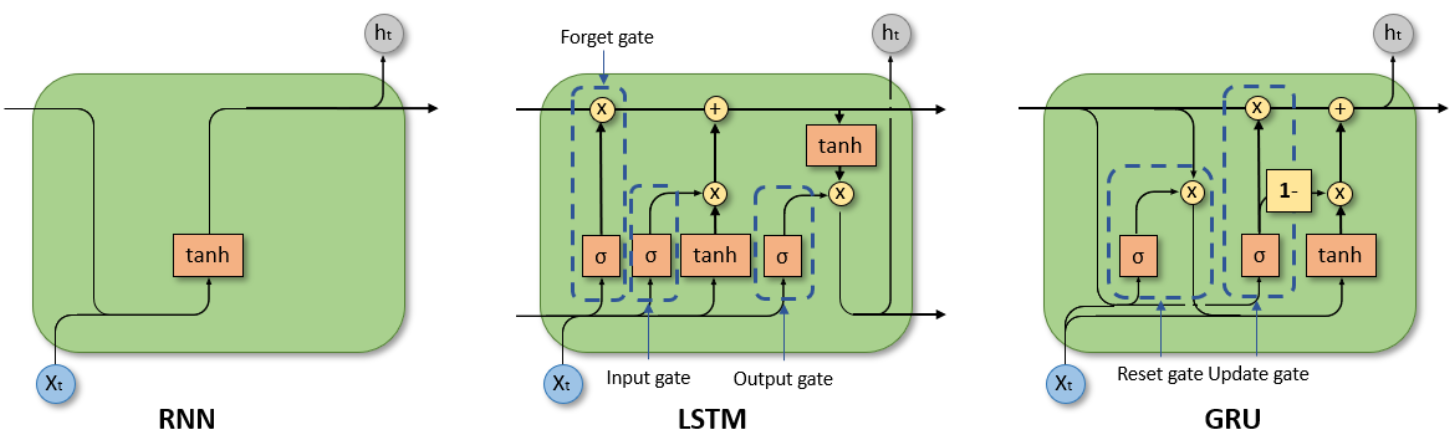 ht
tanh
Xt
RNN
Forget gate
ht
x
+
tanh
x
x
σ
σ
tanh
σ
Input gate
Output gate
Xt
LSTM
ht
x
+
x
1-
x
σ
σ
tanh
Reset gate
Update gate
Xt
GRU